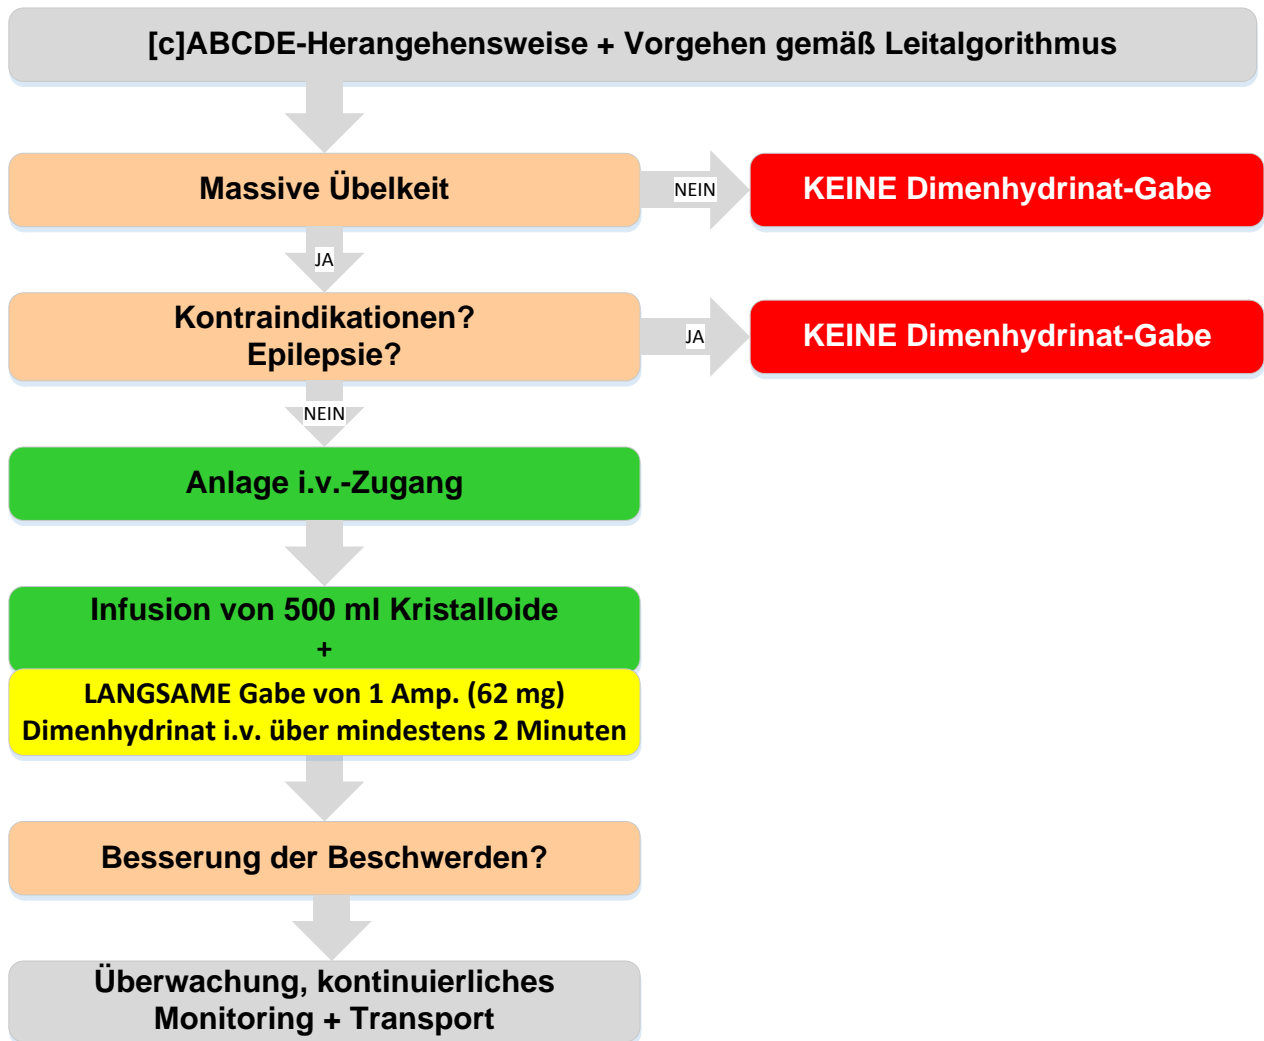 [c]ABCDE-Herangehensweise + Vorgehen gemäß Leitalgorithmus
Massive Übelkeit
NEIN
KEINE Dimenhydrinat-Gabe
JA
Kontraindikationen?
Epilepsie?
JA
KEINE Dimenhydrinat-Gabe
NEIN
Anlage i.v.-Zugang
Infusion von 500 ml Kristalloide
+
LANGSAME Gabe von 1 Amp. (62 mg)
Dimenhydrinat i.v. über mindestens 2 Minuten
Besserung der Beschwerden?
Überwachung, kontinuierliches
Monitoring + Transport